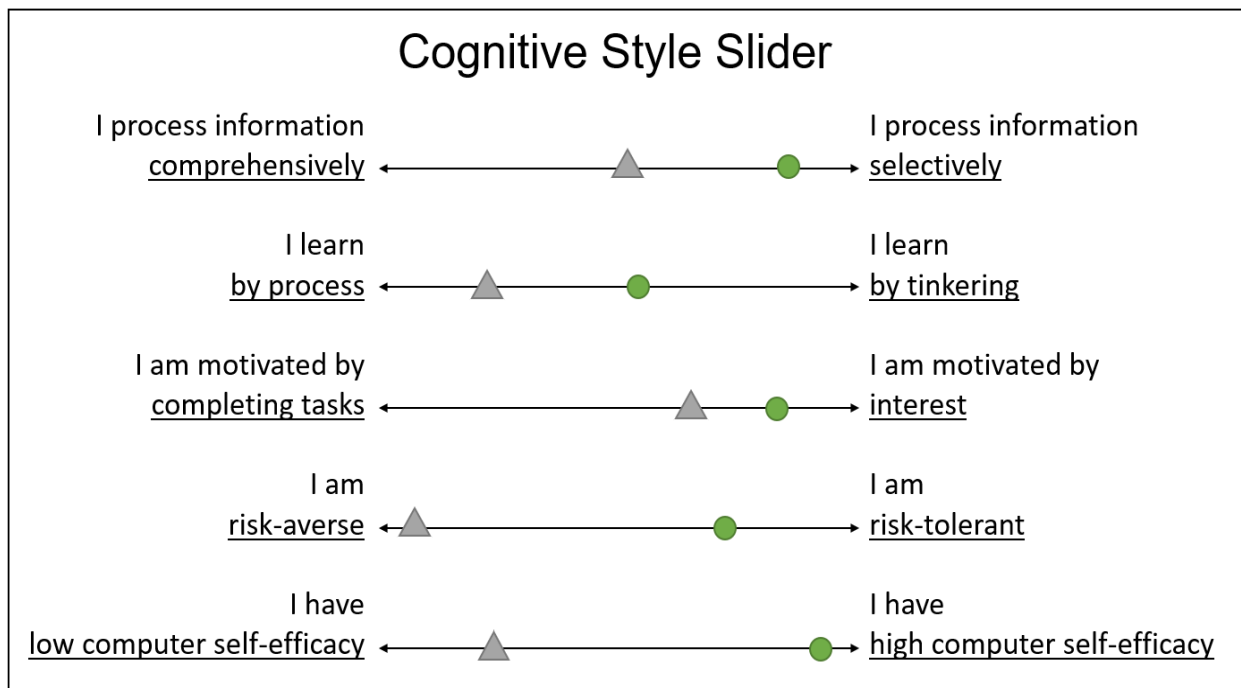 Cognitive Style Slider
I process information
comprehensively
I process information
selectively
I learn
by process
I learn
by tinkering
I am motivated by
completing tasks
I am motivated by
interest
I am
risk-averse
I am
risk-tolerant
I have
low computer self-efficacy
I have
high computer self-efficacy